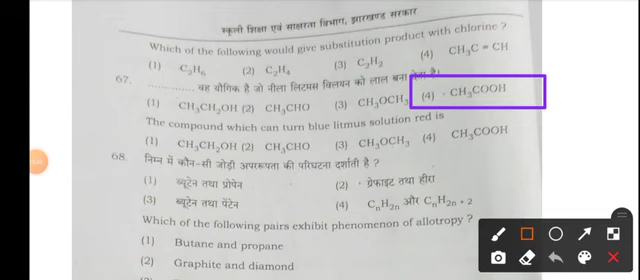 स्कूली शिक्षा एवं साक्षरता विभाग, झारखण्ड सरकार
Which of the following would give substitution product with chlorine ?
(1) C₂H₆ (2) C₂H₄ (3) C₂H₂ (4) CH₃C = CH
67. ............. वह यौगिक है जो नीला लिटमस विलयन को लाल बना देता है।
(1) CH₃CH₂OH (2) CH₃CHO (3) CH₃OCH₃ (4) CH₃COOH
The compound which can turn blue litmus solution red is
(1) CH₃CH₂OH (2) CH₃CHO (3) CH₃OCH₃ (4) CH₃COOH
68. निम्न में कौन-सी जोड़ी अपररूपता की परिघटना दर्शाती है ?
(1) ब्यूटेन तथा प्रोपेन (2) ग्रेफाइट तथा हीरा
(3) ब्यूटेन तथा पेंटेन (4) CₙH₂ₙ और CₙH₂ₙ + ₂
Which of the following pairs exhibit phenomenon of allotropy ?
(1) Butane and propane
(2) Graphite and diamond